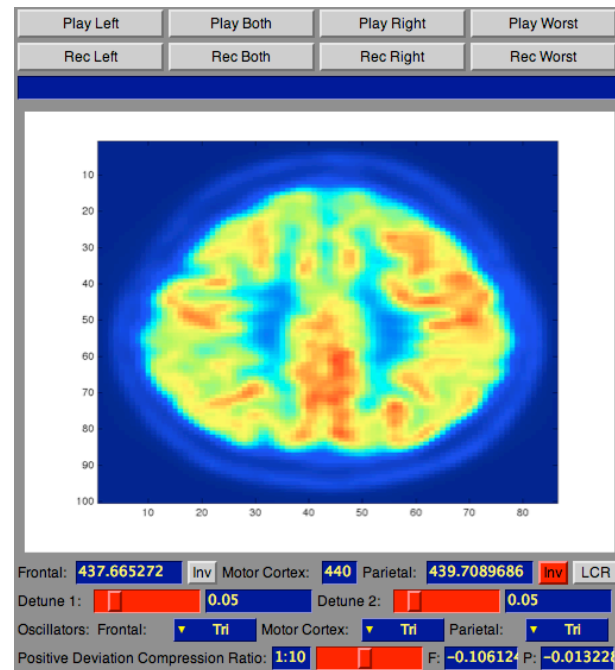 Play Left Play Both Play Right Play Worst
Rec Left Rec Both Rec Right Rec Worst
10
20
30
40
50
60
70
80
90
100
10 20 30 40 50 60 70 80
Frontal: 437.665272 Inv Motor Cortex: 440 Parietal: 439.7089686 Inv LCR
Detune 1: 0.05 Detune 2: 0.05
Oscillators: Frontal: Tri Motor Cortex: Tri Parietal: Tri
Positive Deviation Compression Ratio: 1:10 F: -0.106124 P: -0.013228